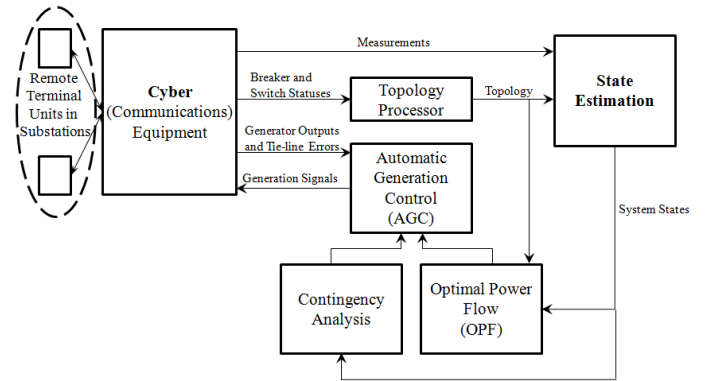 Remote
Terminal
Units in
Substations
Cyber
(Communications)
Equipment
Measurements
Breaker and
Switch Statuses
Generator Outputs
and Tie-line Errors
Generation Signals
Topology
Processor
Topology
State
Estimation
Automatic
Generation
Control
(AGC)
System States
Contingency
Analysis
Optimal Power
Flow
(OPF)